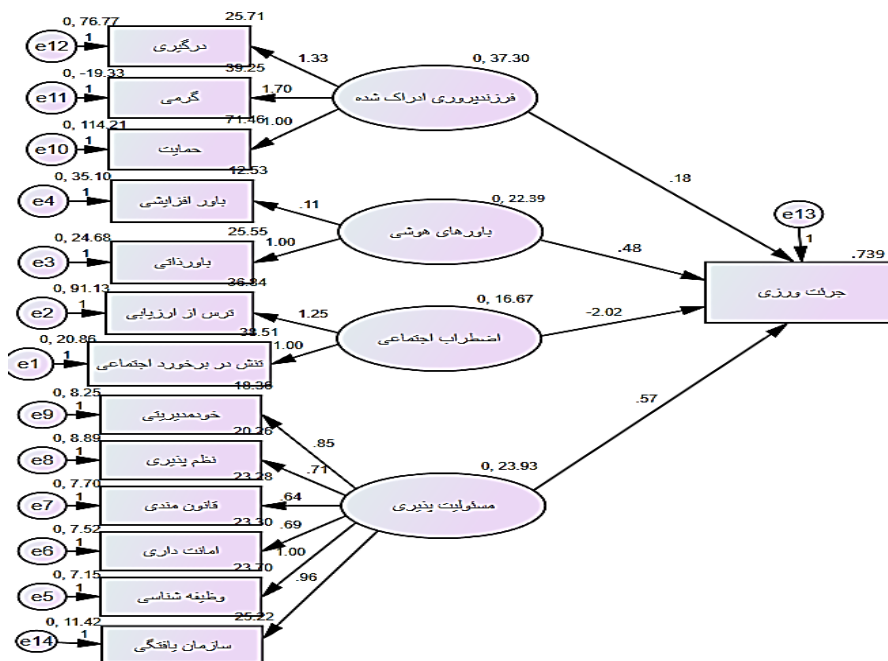 0, 76.77
25.71
e12
1
درگیری
1.33
0, -19.33
39.25
e11
1
گرمی
1.70
0, 37.30
فرزندپروری ادراک شده
0, 114.21
71.46
1.00
e10
1
حمایت
.18
0, 35.10
12.53
e4
1
باور افزایشی
.11
0, 22.39
باورهای هوشی
e13
1
0, 24.68
25.55
1.00
e3
1
باورذاتی
.48
.739
جرئت ورزی
0, 91.13
36.84
e2
1
ترس از ارزیابی
1.25
0, 16.67
اضطراب اجتماعی
-2.02
0, 20.86
38.51
1.00
e1
1
تنش در برخورد اجتماعی
.57
0, 8.25
18.36
e9
1
خودمدیریتی
.85
0, 8.89
20.26
e8
1
نظم پذیری
.71
0, 23.93
مسئولیت پذیری
0, 7.70
23.28
e7
1
قانون مندی
.64
0, 7.52
23.30
e6
1
امانت داری
.69
0, 7.15
23.70
1.00
e5
1
وظیفه شناسی
.96
0, 11.42
25.22
e14
1
سازمان یافتگی